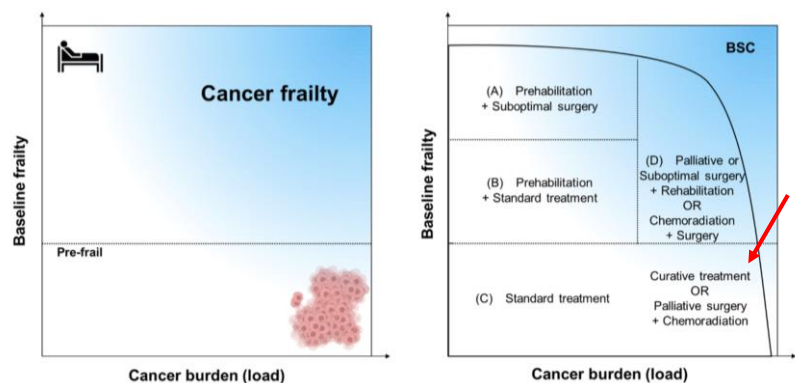 Cancer frailty
Baseline frailty
Pre-frail
Cancer burden (load)
BSC
(A) Prehabilitation
+ Suboptimal surgery
(B) Prehabilitation
+ Standard treatment
(D) Palliative or
Suboptimal surgery
+ Rehabilitation
OR
Chemoradiation
+ Surgery
Baseline frailty
(C) Standard treatment
Curative treatment
OR
Palliative surgery
+ Chemoradiation
Cancer burden (load)